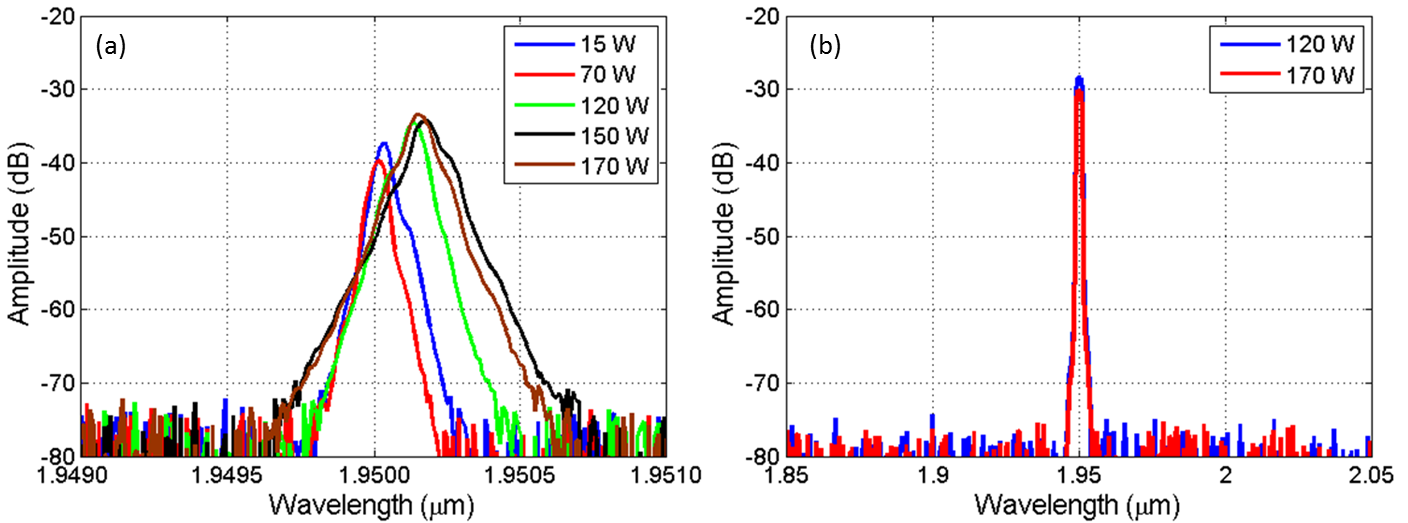 (a)
15 W
70 W
120 W
150 W
170 W
-20
-30
-40
-50
-60
-70
-80
Amplitude (dB)
1.9490
1.9495
1.9500
1.9505
1.9510
Wavelength (μm)
(b)
120 W
170 W
-20
-30
-40
-50
-60
-70
-80
Amplitude (dB)
1.85
1.9
1.95
2
2.05
Wavelength (μm)